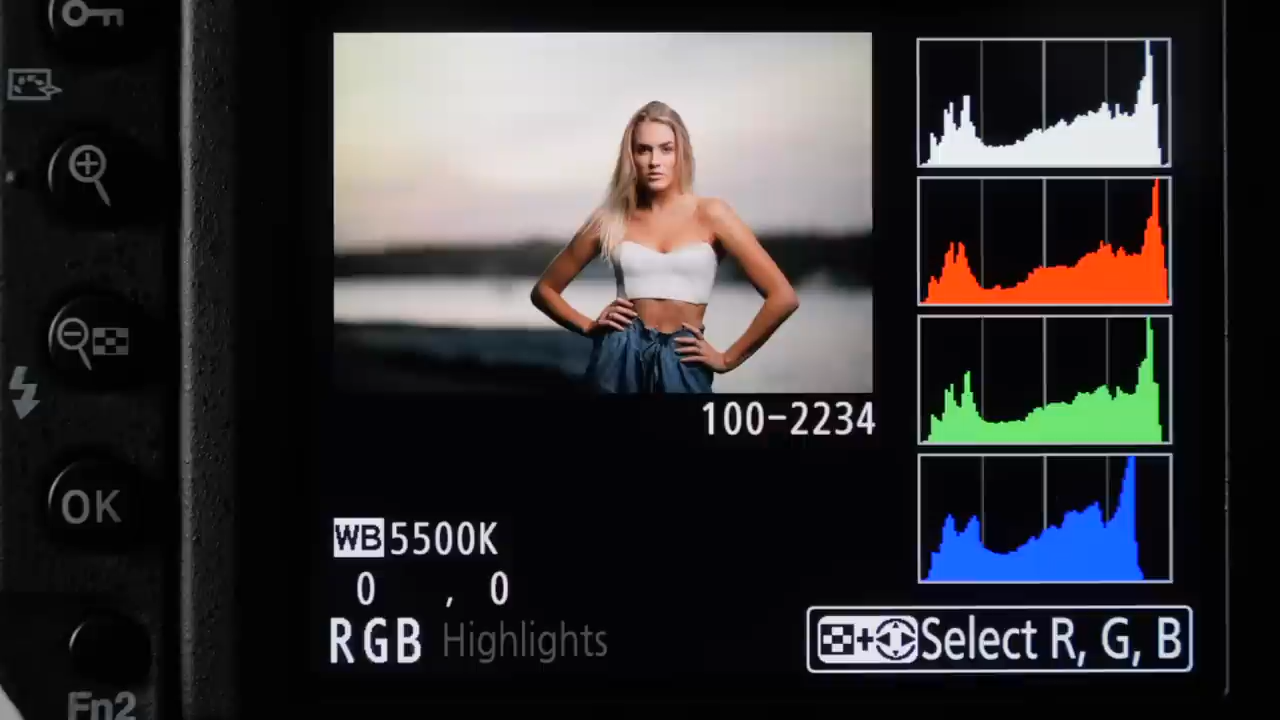 100-2234
WB 5500K
0 , 0
RGB Highlights
Select R, G, B
OK
Fn2